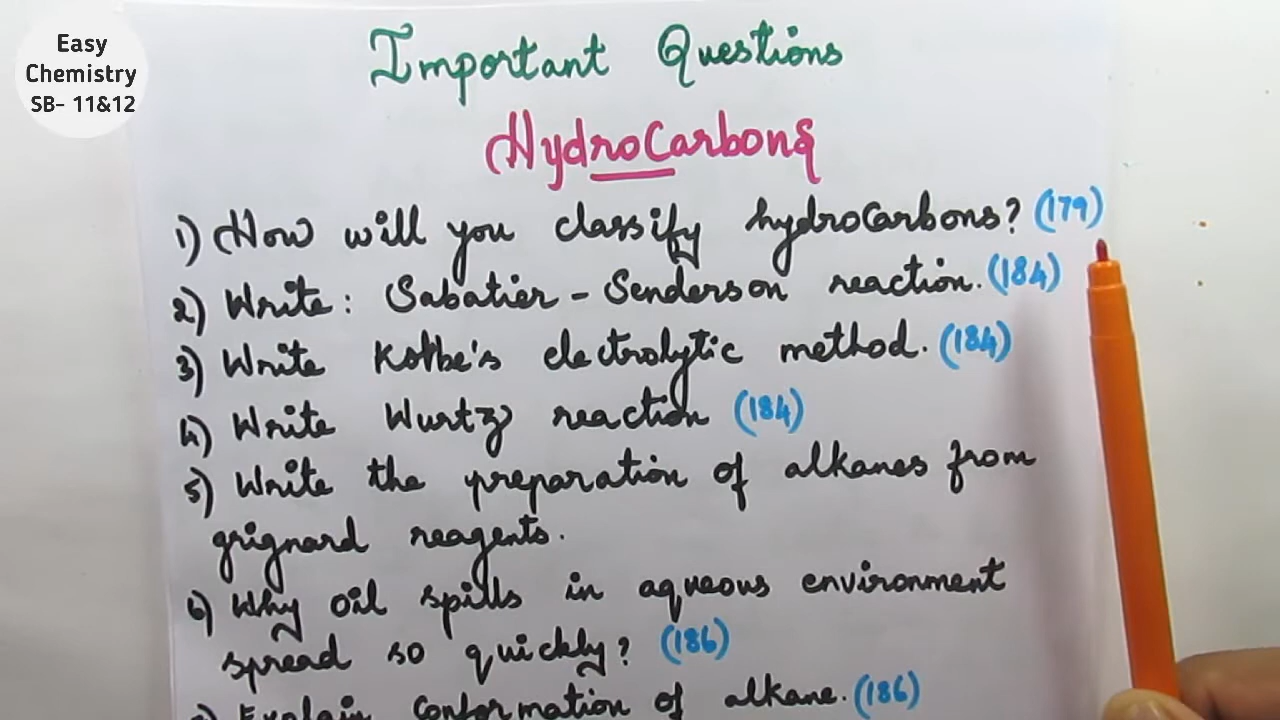 Easy
Chemistry
SB- 11&12
Important Questions
HydroCarbons
1) How will you classify hydroCarbons? (179)
2) Write: Sabatier - Senderson reaction. (184)
3) Write Kolbe's electrolytic method. (184)
4) Write Wurtz reaction (184)
5) Write the preparation of alkanes from
grignard reagents.
6) Why oil spills in aqueous environment
spread so quickly? (186)
Explain Conformation of alkane. (186)